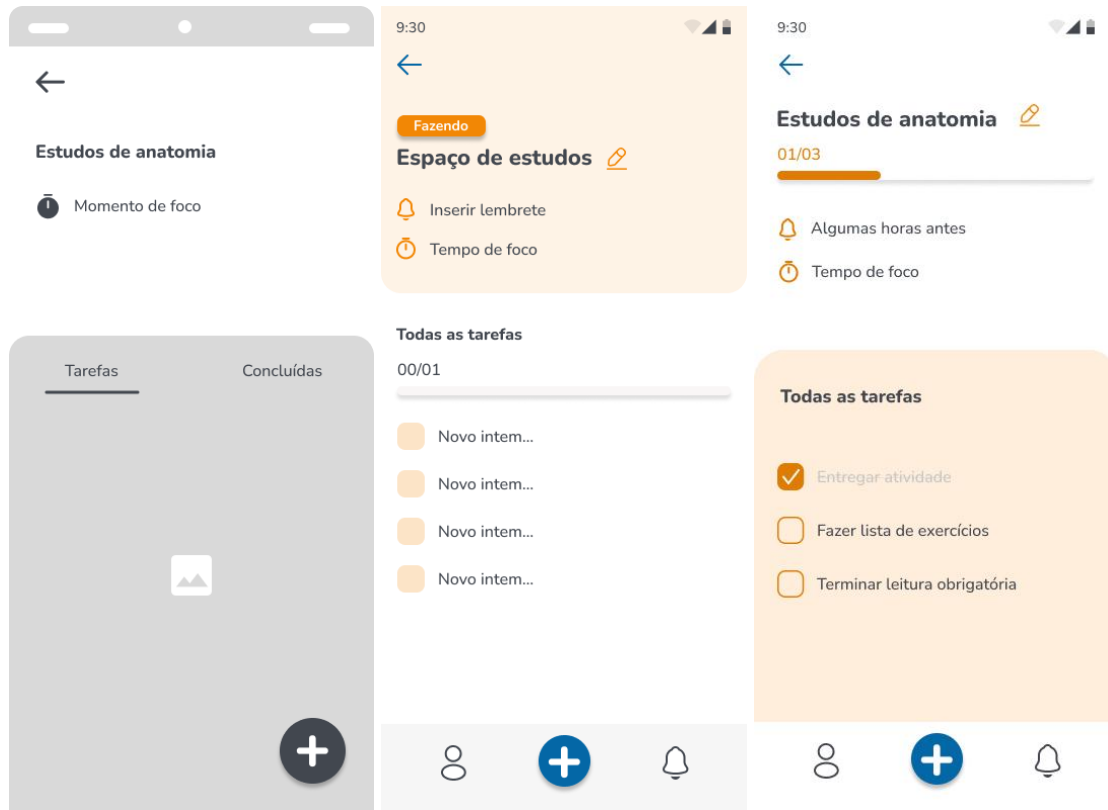 Estudos de anatomia
Momento de foco
Tarefas
Concluídas
9:30
Fazendo
Espaço de estudos
Inserir lembrete
Tempo de foco
Todas as tarefas
00/01
Novo intem...
Novo intem...
Novo intem...
Novo intem...
9:30
Estudos de anatomia
01/03
Algumas horas antes
Tempo de foco
Todas as tarefas
Entregar atividade
Fazer lista de exercícios
Terminar leitura obrigatória